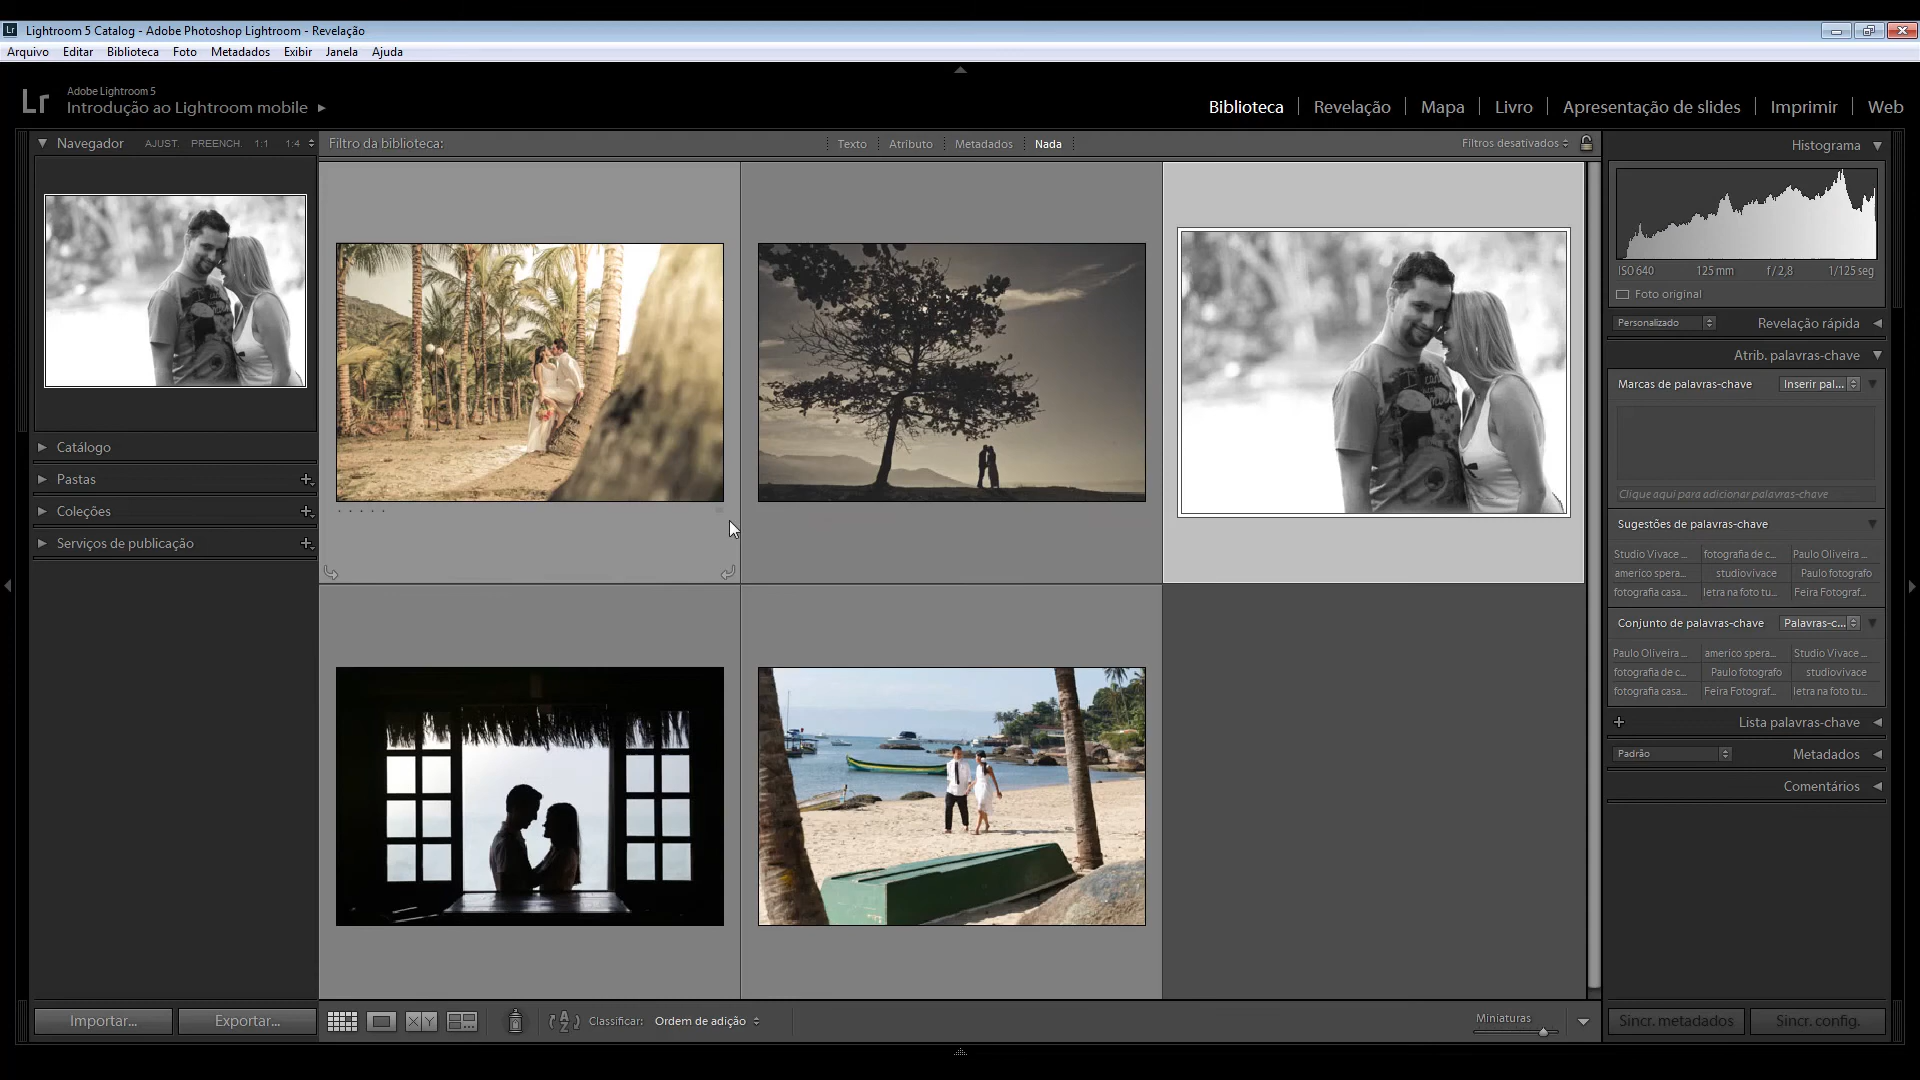 Lightroom 5 Catalog - Adobe Photoshop Lightroom - Revelação
Arquivo Editar Biblioteca Foto Metadados Exibir Janela Ajuda
Lr
Adobe Lightroom 5
Introdução ao Lightroom mobile
Biblioteca Revelação Mapa Livro Apresentação de slides Imprimir Web
Navegador AJUST. PREENCH. 1:1 1:4
Filtro da biblioteca: Texto Atributo Metadados Nada Filtros desativados
Histograma
ISO 640 125 mm f / 2,8 1/125 seg
Foto original
Personalizado Revelação rápida
Atrib. palavras-chave
Marcas de palavras-chave Inserir pal...
Clique aqui para adicionar palavras-chave
Sugestões de palavras-chave
Studio Vivace ... fotografia de c... Paulo Oliveira ...
americo spera... studiovivace Paulo fotografo
fotografia casa... letra na foto tu... Feira Fotograf...
Conjunto de palavras-chave Palavras-c...
Paulo Oliveira ... americo spera... Studio Vivace ...
fotografia de c... Paulo fotografo studiovivace
fotografia casa... Feira Fotograf... letra na foto tu...
Lista palavras-chave
Padrão Metadados
Comentários
Catálogo
Pastas
Coleções
Serviços de publicação
Importar... Exportar...
XY
Classificar: Ordem de adição
Miniaturas
Sincr. metadados Sincr. config.